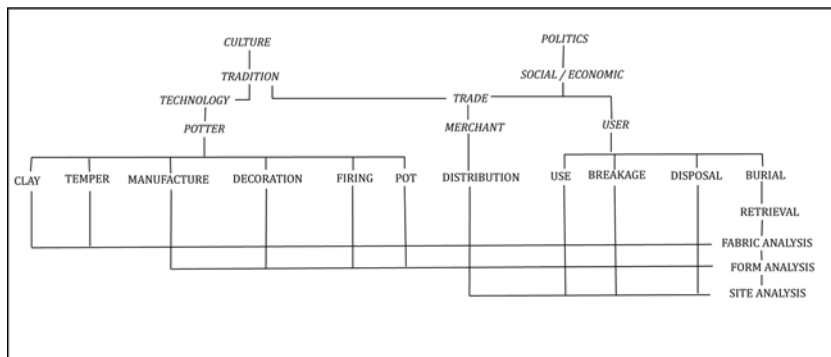 CULTURE
POLITICS
TRADITION
SOCIAL / ECONOMIC
TECHNOLOGY
TRADE
POTTER
MERCHANT
USER
CLAY TEMPER MANUFACTURE DECORATION FIRING POT DISTRIBUTION USE BREAKAGE DISPOSAL BURIAL
RETRIEVAL
FABRIC ANALYSIS
FORM ANALYSIS
SITE ANALYSIS